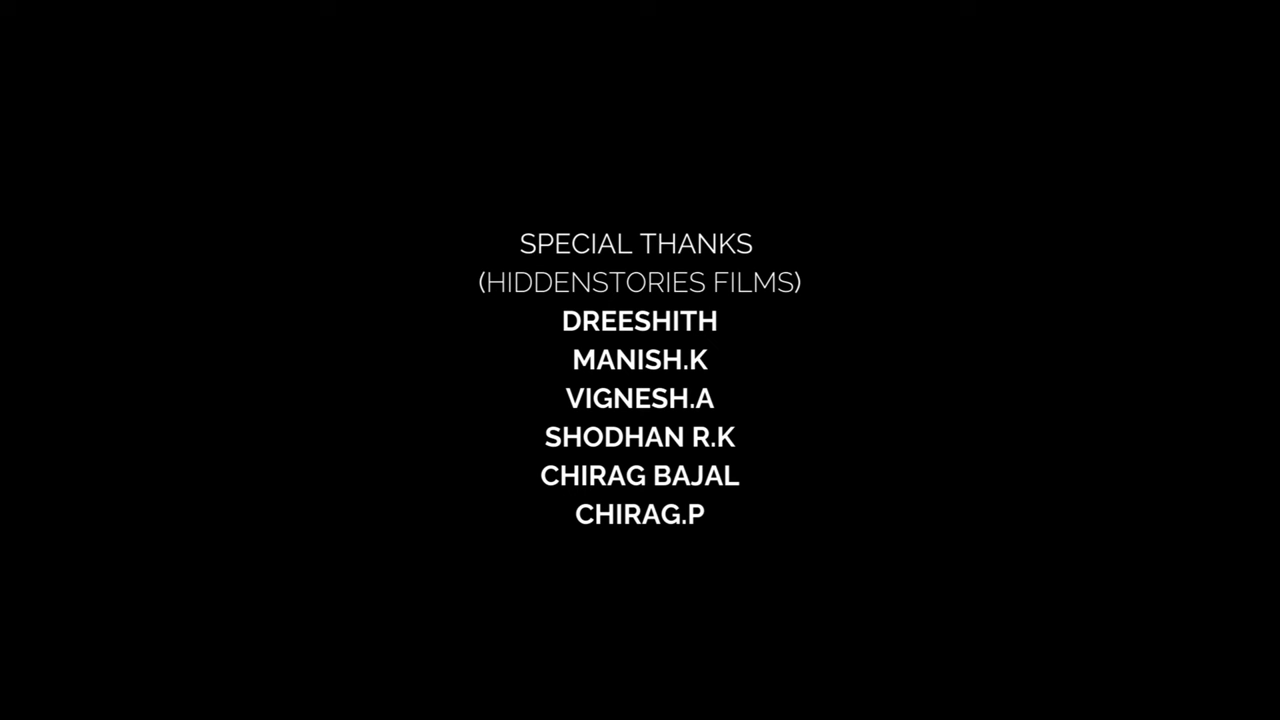 SPECIAL THANKS
(HIDDENSTORIES FILMS)
DREESHITH
MANISH.K
VIGNESH.A
SHODHAN R.K
CHIRAG BAJAL
CHIRAG.P